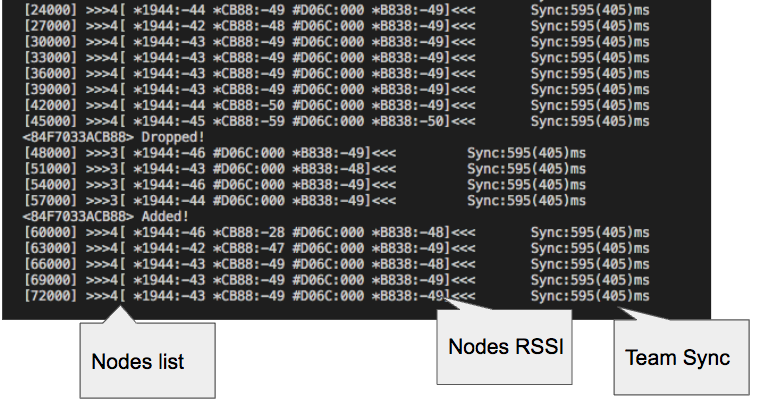 [24000] >>>4[ *1944:-44 *CB88:-49 #D06C:000 *B838:-49]<<< Sync:595(405)ms
[27000] >>>4[ *1944:-42 *CB88:-48 #D06C:000 *B838:-49]<<< Sync:595(405)ms
[30000] >>>4[ *1944:-43 *CB88:-49 #D06C:000 *B838:-49]<<< Sync:595(405)ms
[33000] >>>4[ *1944:-43 *CB88:-49 #D06C:000 *B838:-49]<<< Sync:595(405)ms
[36000] >>>4[ *1944:-43 *CB88:-49 #D06C:000 *B838:-49]<<< Sync:595(405)ms
[39000] >>>4[ *1944:-43 *CB88:-49 #D06C:000 *B838:-49]<<< Sync:595(405)ms
[42000] >>>4[ *1944:-44 *CB88:-50 #D06C:000 *B838:-49]<<< Sync:595(405)ms
[45000] >>>4[ *1944:-45 *CB88:-59 #D06C:000 *B838:-50]<<< Sync:595(405)ms
<84F7033ACB88> Dropped!
[48000] >>>3[ *1944:-46 #D06C:000 *B838:-49]<<< Sync:595(405)ms
[51000] >>>3[ *1944:-43 #D06C:000 *B838:-48]<<< Sync:595(405)ms
[54000] >>>3[ *1944:-46 #D06C:000 *B838:-49]<<< Sync:595(405)ms
[57000] >>>3[ *1944:-44 #D06C:000 *B838:-49]<<< Sync:595(405)ms
<84F7033ACB88> Added!
[60000] >>>4[ *1944:-46 *CB88:-28 #D06C:000 *B838:-48]<<< Sync:595(405)ms
[63000] >>>4[ *1944:-42 *CB88:-47 #D06C:000 *B838:-49]<<< Sync:595(405)ms
[66000] >>>4[ *1944:-43 *CB88:-49 #D06C:000 *B838:-48]<<< Sync:595(405)ms
[69000] >>>4[ *1944:-43 *CB88:-49 #D06C:000 *B838:-49]<<< Sync:595(405)ms
[72000] >>>4[ *1944:-43 *CB88:-49 #D06C:000 *B838:-49]<<< Sync:595(405)ms
Nodes list
Nodes RSSI
Team Sync